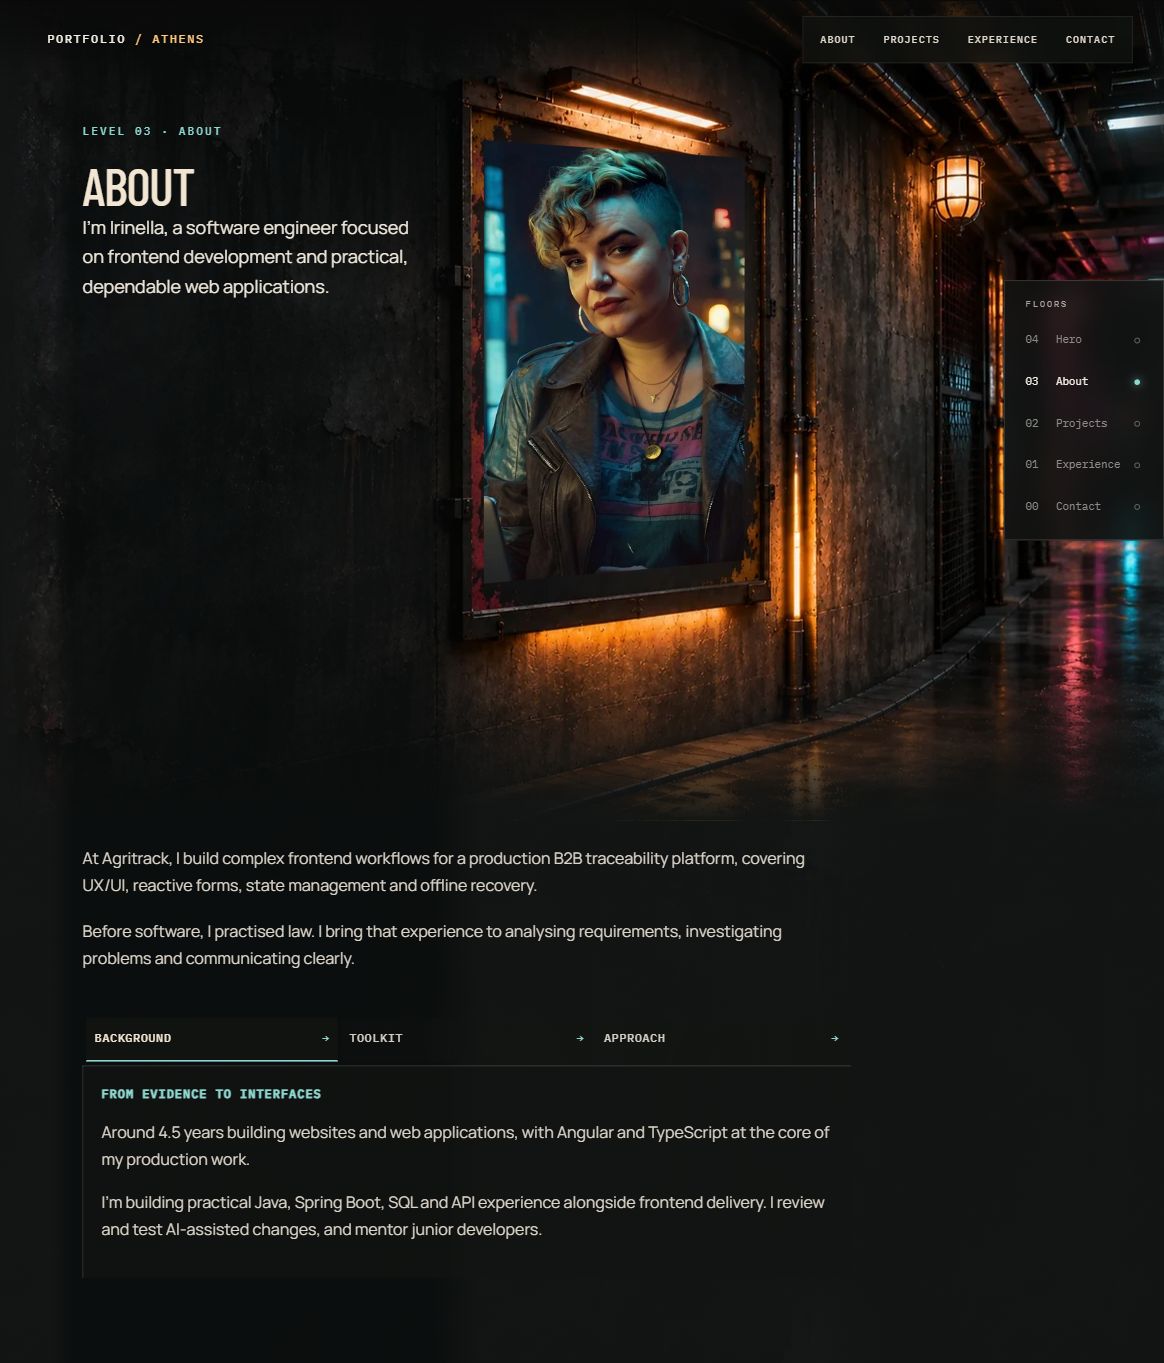 PORTFOLIO / ATHENS
ABOUT PROJECTS EXPERIENCE CONTACT
LEVEL 03 · ABOUT
ABOUT
I'm Irinella, a software engineer focused
on frontend development and practical,
dependable web applications.
FLOORS
04 Hero
03 About
02 Projects
01 Experience
00 Contact
At Agritrack, I build complex frontend workflows for a production B2B traceability platform, covering
UX/UI, reactive forms, state management and offline recovery.
Before software, I practised law. I bring that experience to analysing requirements, investigating
problems and communicating clearly.
BACKGROUND → TOOLKIT → APPROACH →
FROM EVIDENCE TO INTERFACES
Around 4.5 years building websites and web applications, with Angular and TypeScript at the core of
my production work.
I'm building practical Java, Spring Boot, SQL and API experience alongside frontend delivery. I review
and test AI-assisted changes, and mentor junior developers.